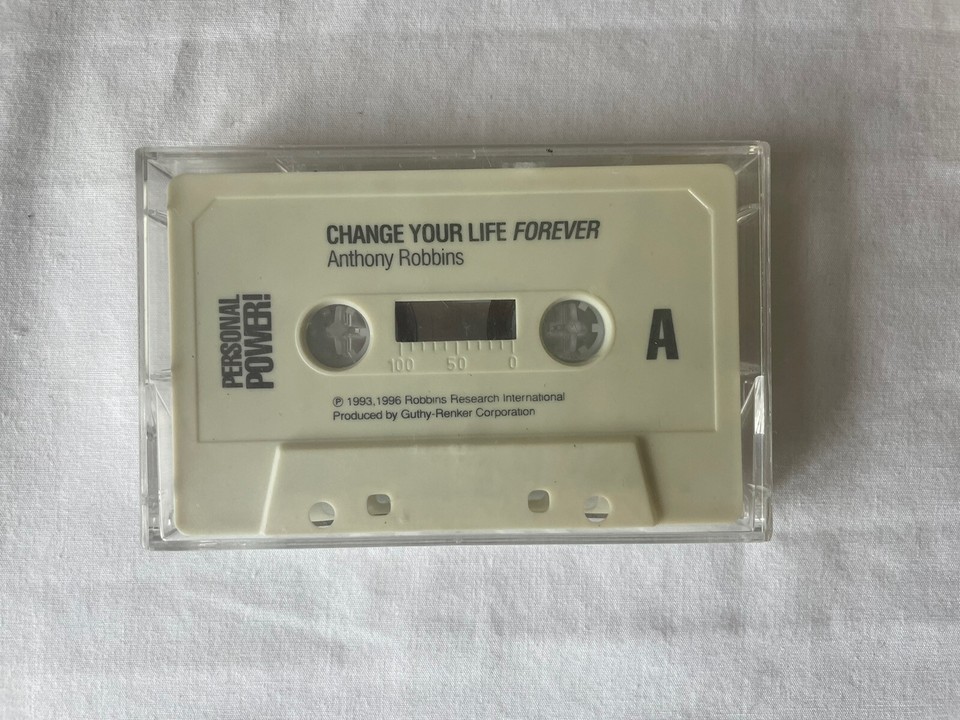 CHANGE YOUR LIFE FOREVER
Anthony Robbins
PERSONAL
POWER!
A
100 50 0
℗ 1993,1996 Robbins Research International
Produced by Guthy-Renker Corporation